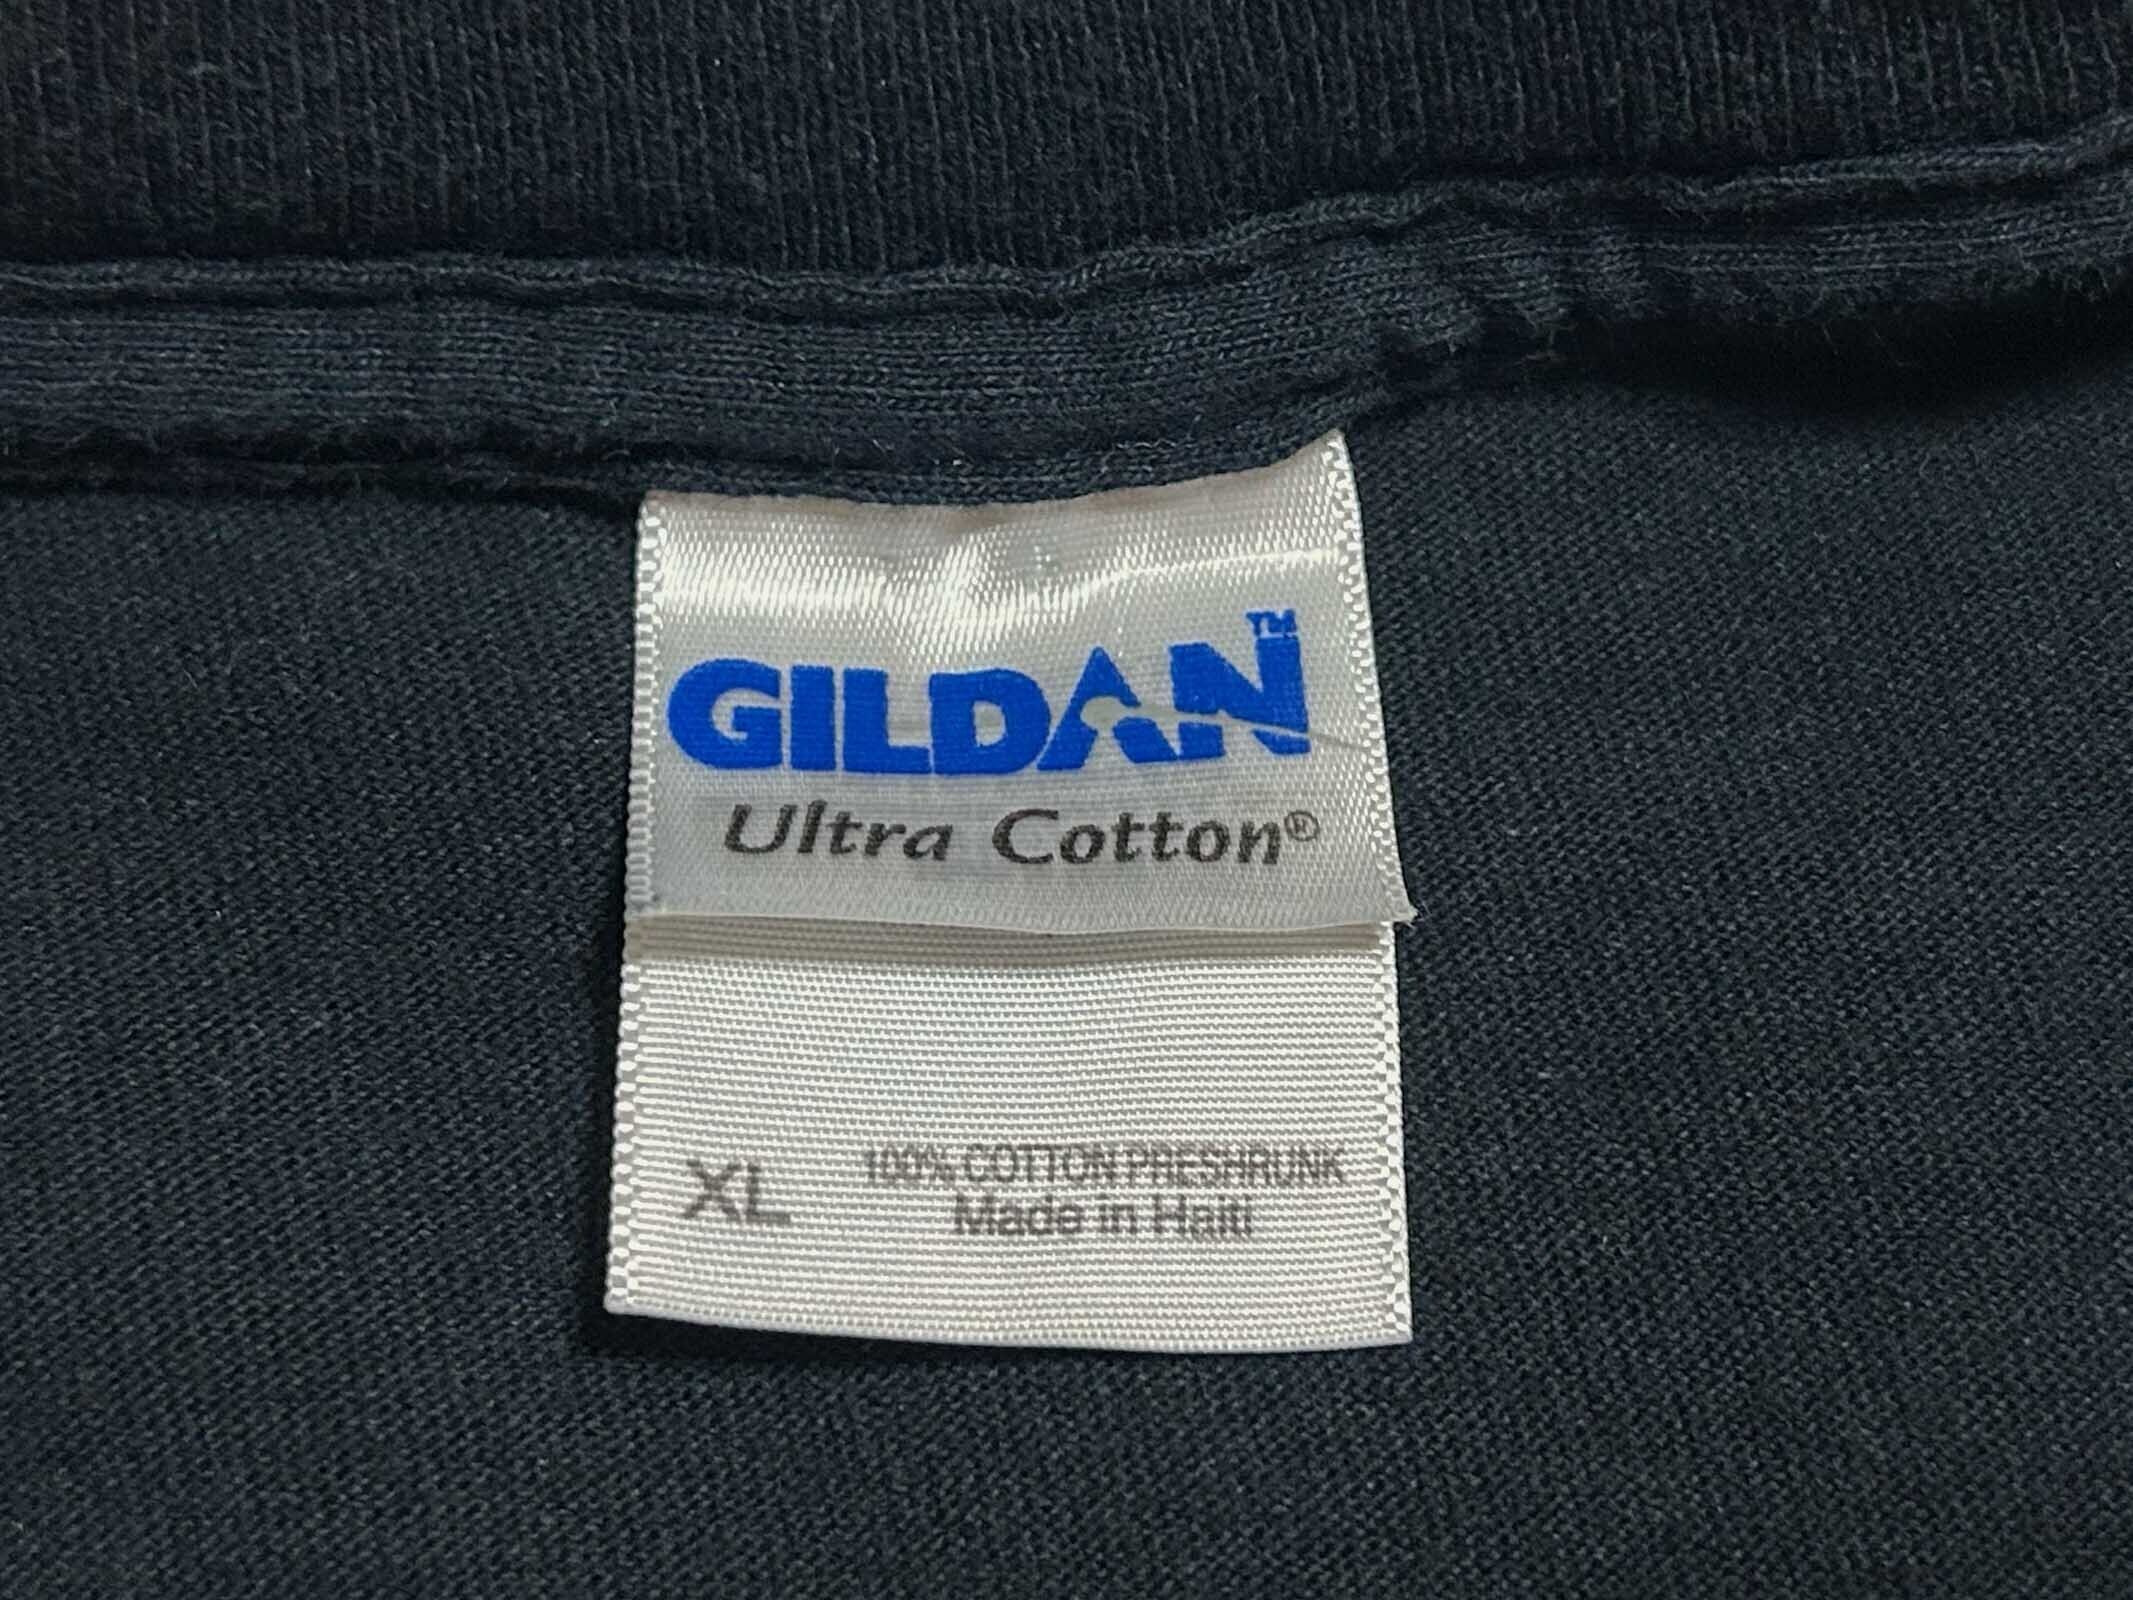 GILDAN™
Ultra Cotton®
XL
100% COTTON PRESHRUNK
Made in Haiti